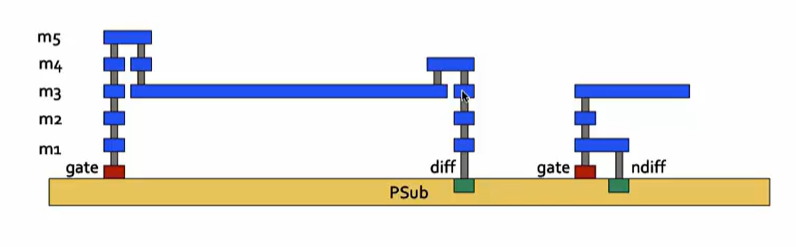 m5
m4
m3
m2
m1
gate diff gate ndiff
PSub